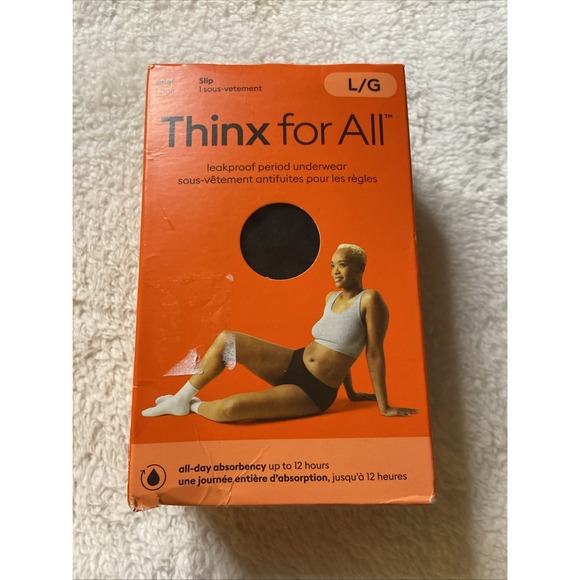 Slip
1 sous-vetement
L/G
Thinx for All™
leakproof period underwear
sous-vêtement antifuites pour les règles
all-day absorbency up to 12 hours
une journée entière d'absorption, jusqu'à 12 heures